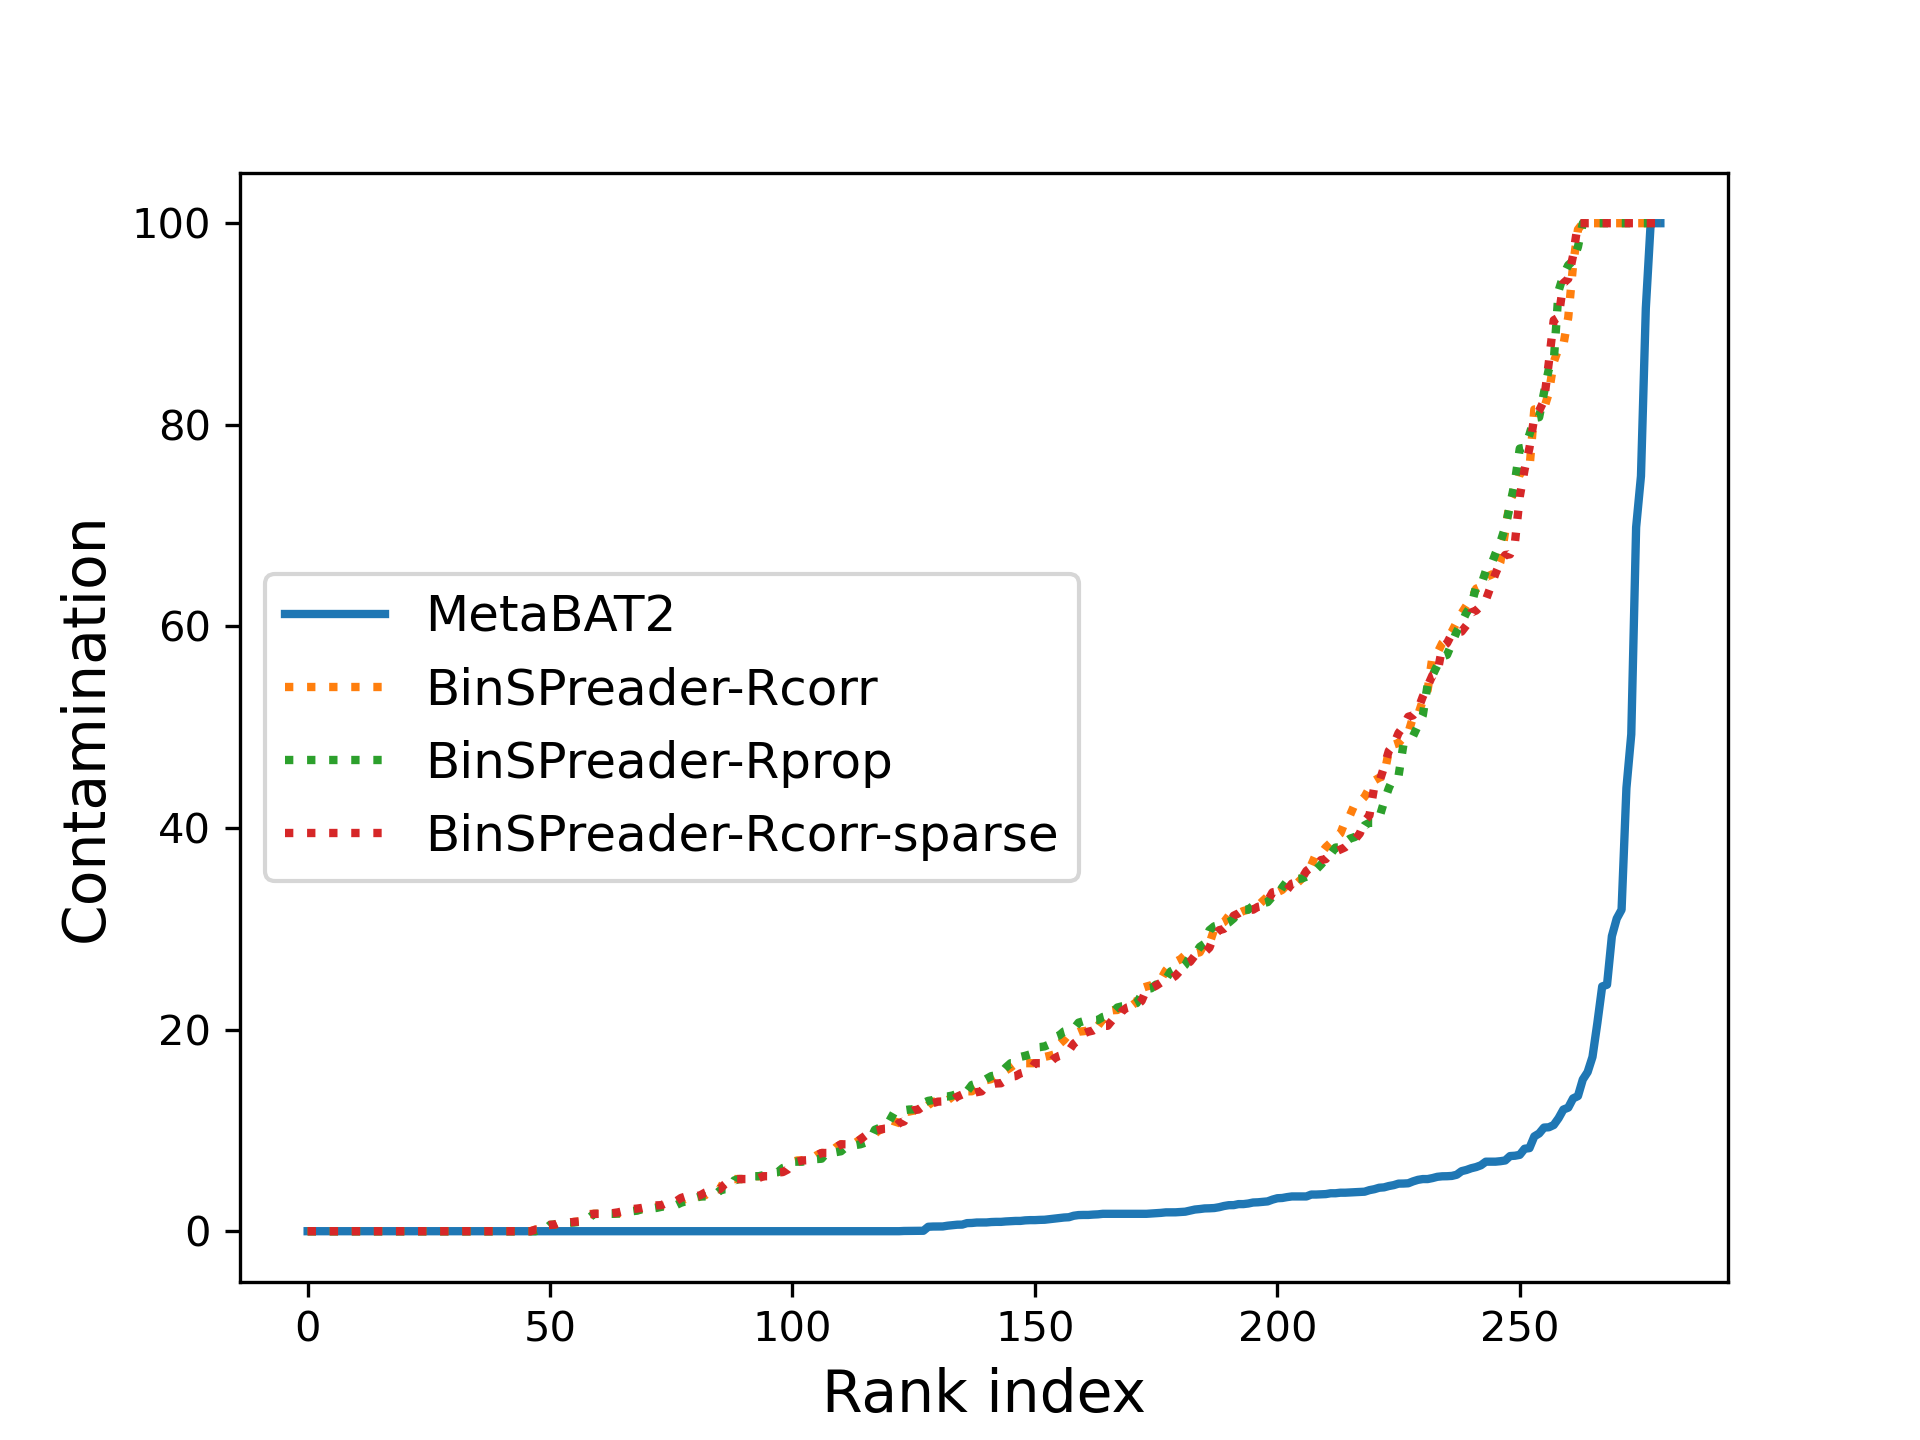 100
80
60
40
20
0
Contamination
MetaBAT2
BinSPreader-Rcorr
BinSPreader-Rprop
BinSPreader-Rcorr-sparse
0 50 100 150 200 250
Rank index